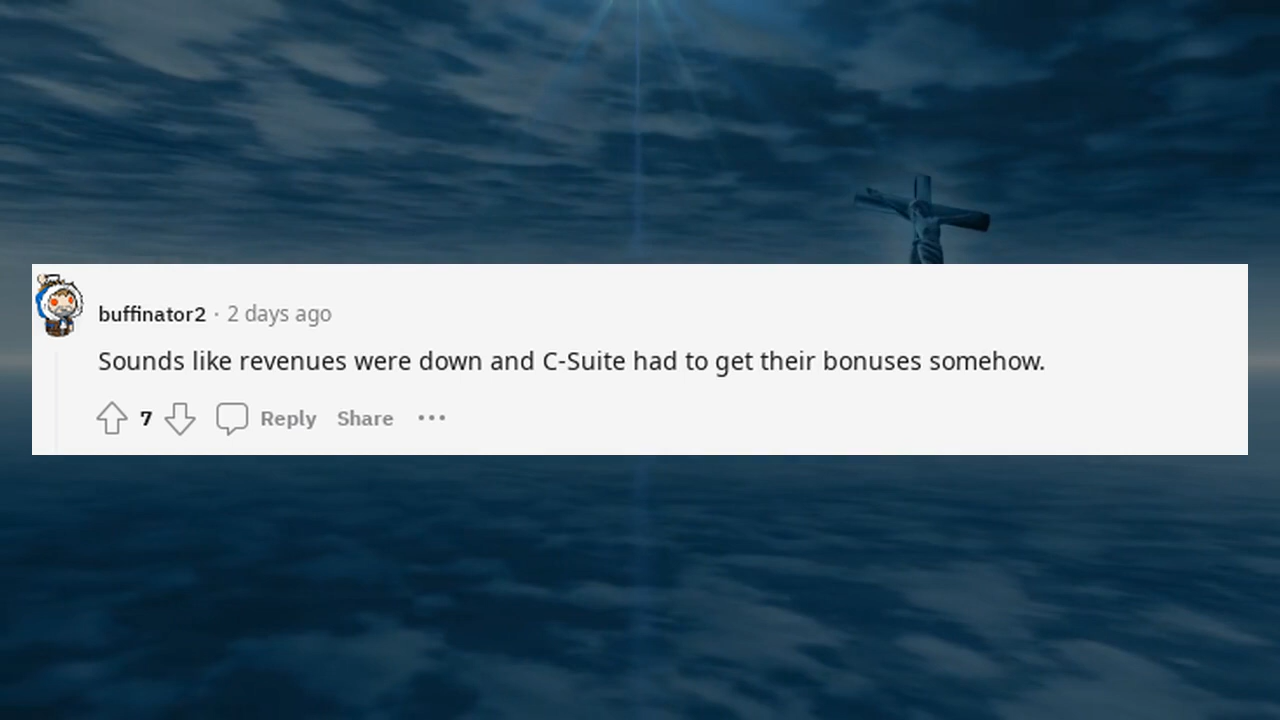 buffinator2 · 2 days ago
Sounds like revenues were down and C-Suite had to get their bonuses somehow.
7 Reply Share ···